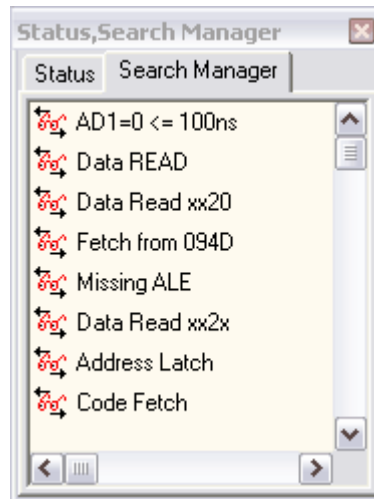 Status,Search Manager
Status Search Manager
AD1=0 <= 100ns
Data READ
Data Read xx20
Fetch from 094D
Missing ALE
Data Read xx2x
Address Latch
Code Fetch